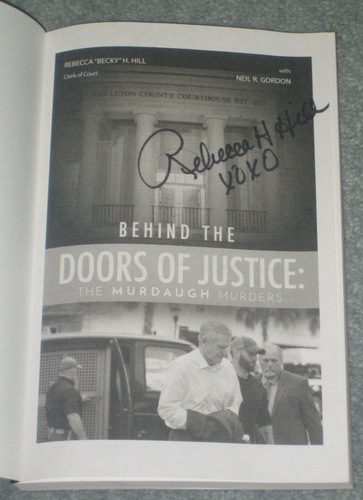 REBECCA "BECKY" H. HILL
Clerk of Court
with
NEIL R. GORDON
COLLETON COUNTY COURTHOUSE EST.
Rebecca H Hill
XOXO
BEHIND THE
DOORS OF JUSTICE:
THE MURDAUGH MURDERS